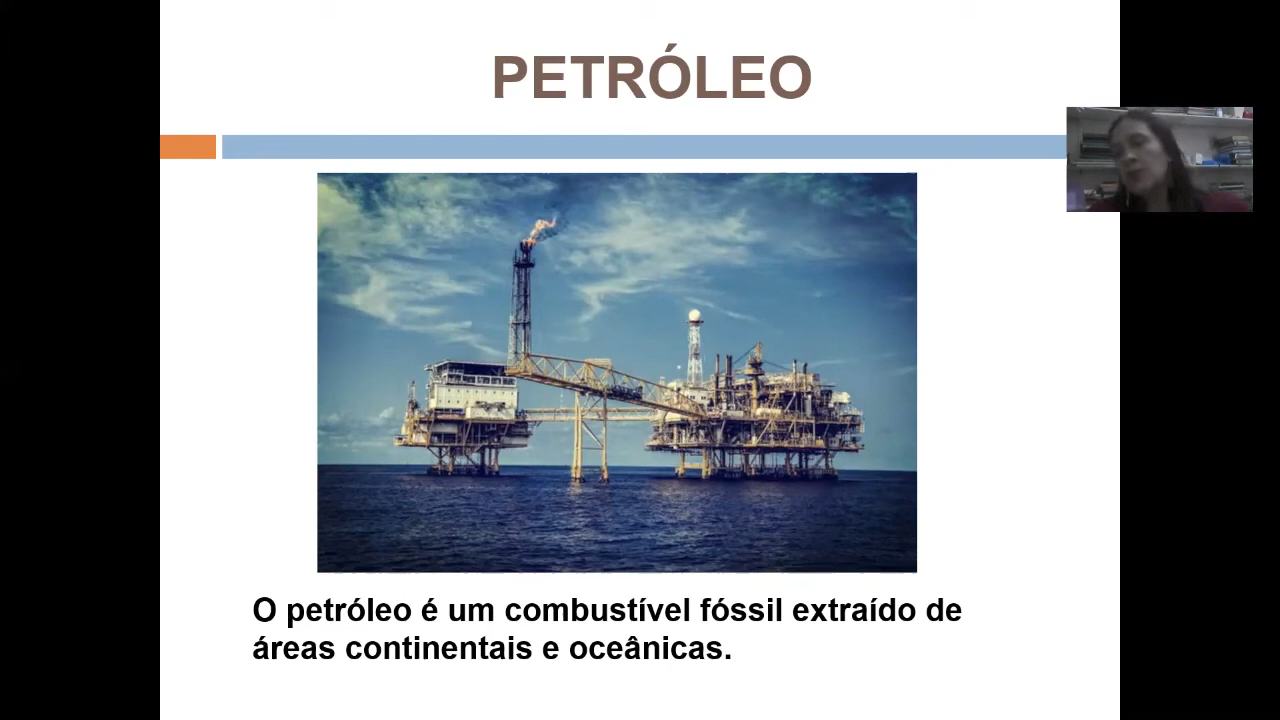 PETRÓLEO
O petróleo é um combustível fóssil extraído de
áreas continentais e oceânicas.